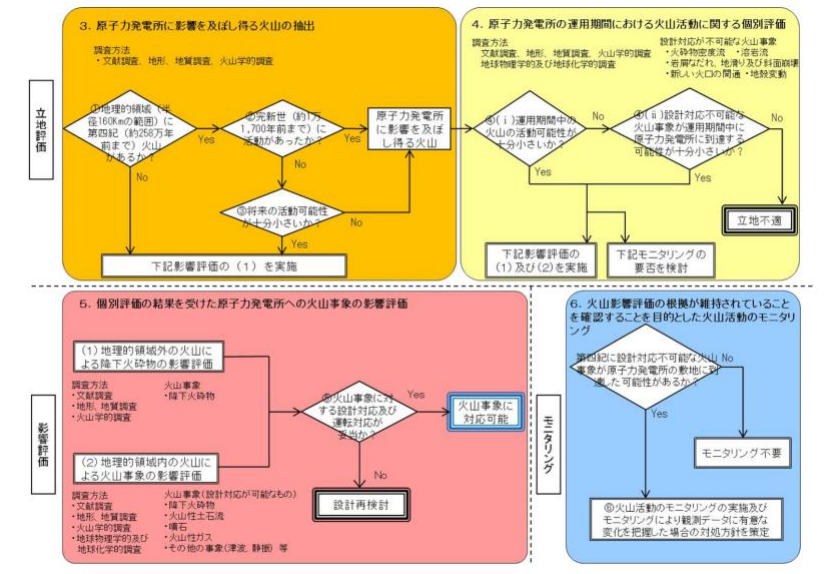 3. 原子力発電所に影響を及ぼし得る火山の抽出
調査方法
・文献調査、地形、地質調査、火山学的調査
立地評価
①地理的領域(半
径160Kmの範囲)に
第四紀(約258万年
前まで)火山
があるか?
Yes
No
②完新世(約1万
1,700年前まで)に
活動があったか?
Yes
No
原子力発電所
に影響を及ぼ
し得る火山
③将来の活動可能性
が十分小さいか?
No
Yes
下記影響評価の(1)を実施
4. 原子力発電所の運用期間における火山活動に関する個別評価
調査方法
文献調査、地形、地質調査、火山学的調査
地球物理学的及び地球化学的調査
設計対応が不可能な火山事象
・火砕物密度流 ・溶岩流
・岩屑なだれ、地滑り及び斜面崩壊
・新しい火口の開通 ・地殻変動
④(ⅰ)運用期間中の
火山の活動可能性が
十分小さいか?
No
Yes
④(ⅱ)設計対応不可能な
火山事象が運用期間中に
原子力発電所に到達する
可能性が十分小さいか?
No
Yes
立地不適
下記影響評価の
(1)及び(2)を実施
下記モニタリングの
要否を検討
5. 個別評価の結果を受けた原子力発電所への火山事象の影響評価
影響評価
(1)地理的領域外の火山に
よる降下火砕物の影響評価
調査方法
・文献調査
・地形、地質調査
・火山学的調査
火山事象
・降下火砕物
(2)地理的領域内の火山に
よる火山事象の影響評価
調査方法
・文献調査
・地形、地質調査
・火山学的調査
・地球物理学的及び
地球化学的調査
火山事象(設計対応が可能なもの)
・降下火砕物
・火山性土石流
・噴石
・火山性ガス
・その他の事象(津波、静振)等
⑤火山事象に対
する設計対応及び
運転対応が
妥当か?
Yes
No
火山事象に
対応可能
設計再検討
6. 火山影響評価の根拠が維持されていること
を確認することを目的とした火山活動のモニタリ
ング
モニタリング
第四紀に設計対応不可能な火山
事象が原子力発電所の敷地に到
達した可能性があるか?
No
Yes
モニタリング不要
⑥火山活動のモニタリングの実施及び
モニタリングにより観測データに有意な
変化を把握した場合の対処方針を策定